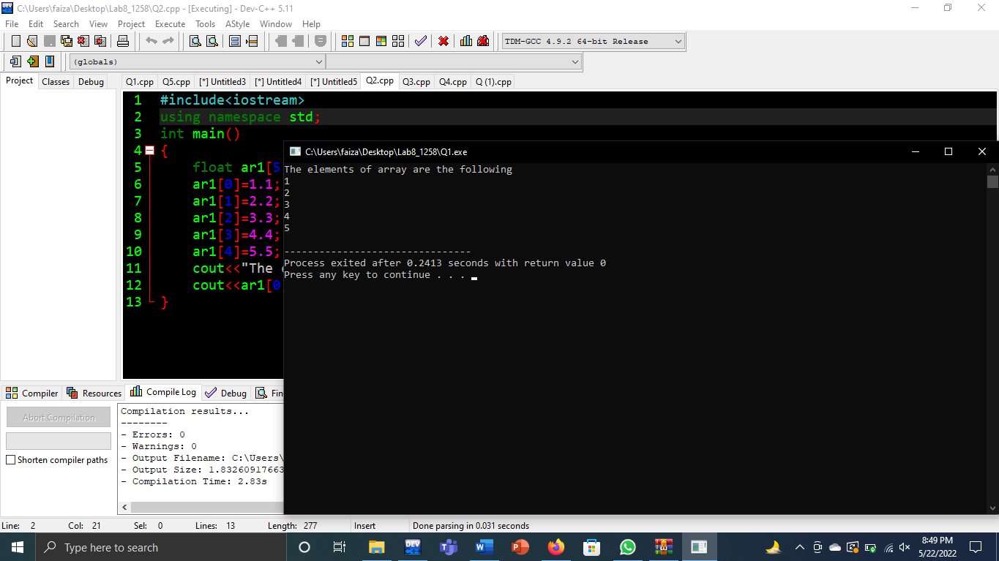 C:\Users\faiza\Desktop\Lab8_1258\Q2.cpp - [Executing] - Dev-C++ 5.11
File Edit Search View Project Execute Tools AStyle Window Help
TDM-GCC 4.9.2 64-bit Release
(globals)
Project Classes Debug Q1.cpp Q5.cpp [*] Untitled3 [*] Untitled4 [*] Untitled5 Q2.cpp Q3.cpp Q4.cpp Q (1).cpp
1 #include<iostream>
2 using namespace std;
3 int main()
4 {
5 float ar1[5
6 ar1[0]=1.1;
7 ar1[1]=2.2;
8 ar1[2]=3.3;
9 ar1[3]=4.4;
10 ar1[4]=5.5;
11 cout<<"The
12 cout<<ar1[0
13 }
C:\Users\faiza\Desktop\Lab8_1258\Q1.exe
The elements of array are the following
1
2
3
4
5
--------------------------------
Process exited after 0.2413 seconds with return value 0
Press any key to continue . . .
Compiler Resources Compile Log Debug Fin
Abort Compilation
Shorten compiler paths
Compilation results...
--------
- Errors: 0
- Warnings: 0
- Output Filename: C:\Users\
- Output Size: 1.83260917663
- Compilation Time: 2.83s
Line: 2 Col: 21 Sel: 0 Lines: 13 Length: 277 Insert Done parsing in 0.031 seconds
Type here to search
DEV
8:49 PM
5/22/2022